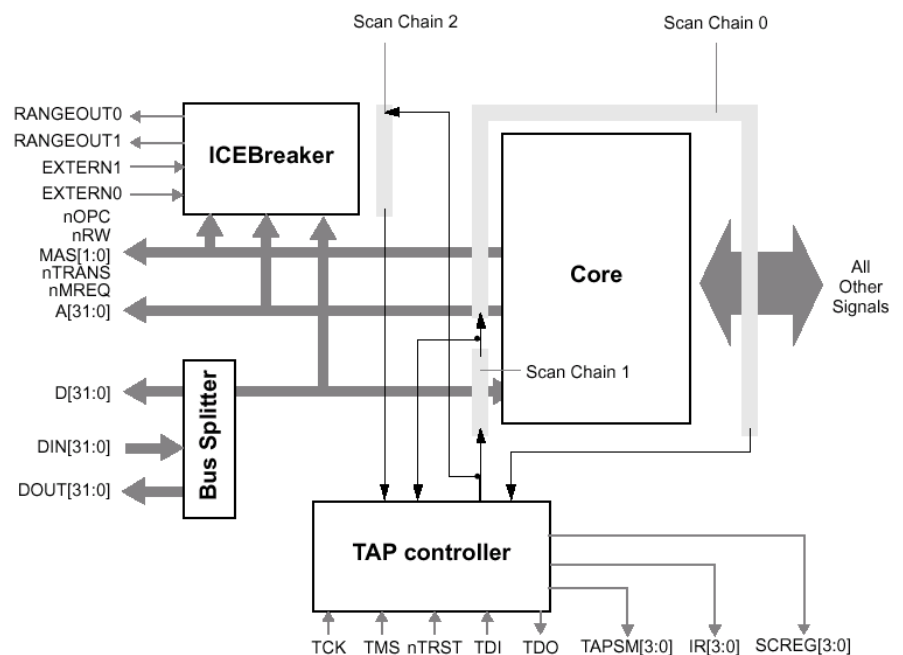 Scan Chain 2
Scan Chain 0
RANGEOUT0
RANGEOUT1
EXTERN1
EXTERN0
nOPC
nRW
MAS[1:0]
nTRANS
nMREQ
A[31:0]
ICEBreaker
Core
All
Other
Signals
Scan Chain 1
D[31:0]
DIN[31:0]
DOUT[31:0]
Bus Splitter
TAP controller
TCK
TMS
nTRST
TDI
TDO
TAPSM[3:0]
IR[3:0]
SCREG[3:0]